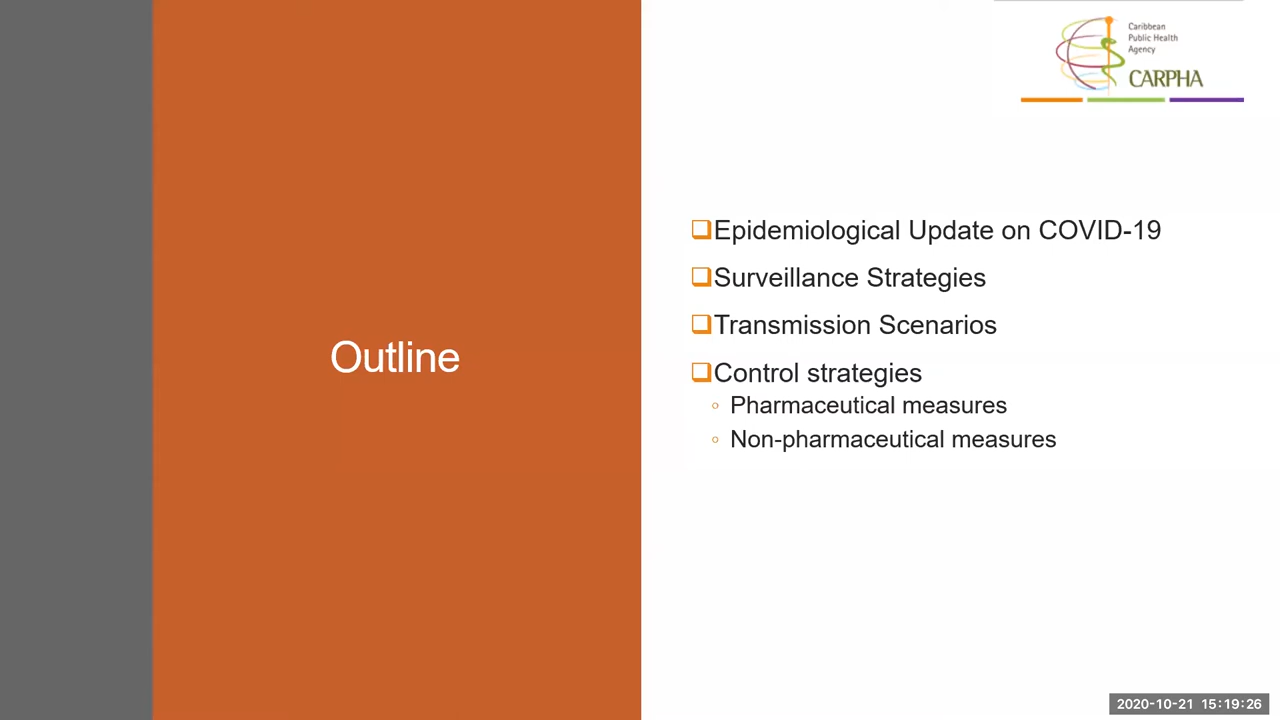 Caribbean
Public Health
Agency
CARPHA
Outline
Epidemiological Update on COVID-19
Surveillance Strategies
Transmission Scenarios
Control strategies
Pharmaceutical measures
Non-pharmaceutical measures
2020-10-21 15:19:26